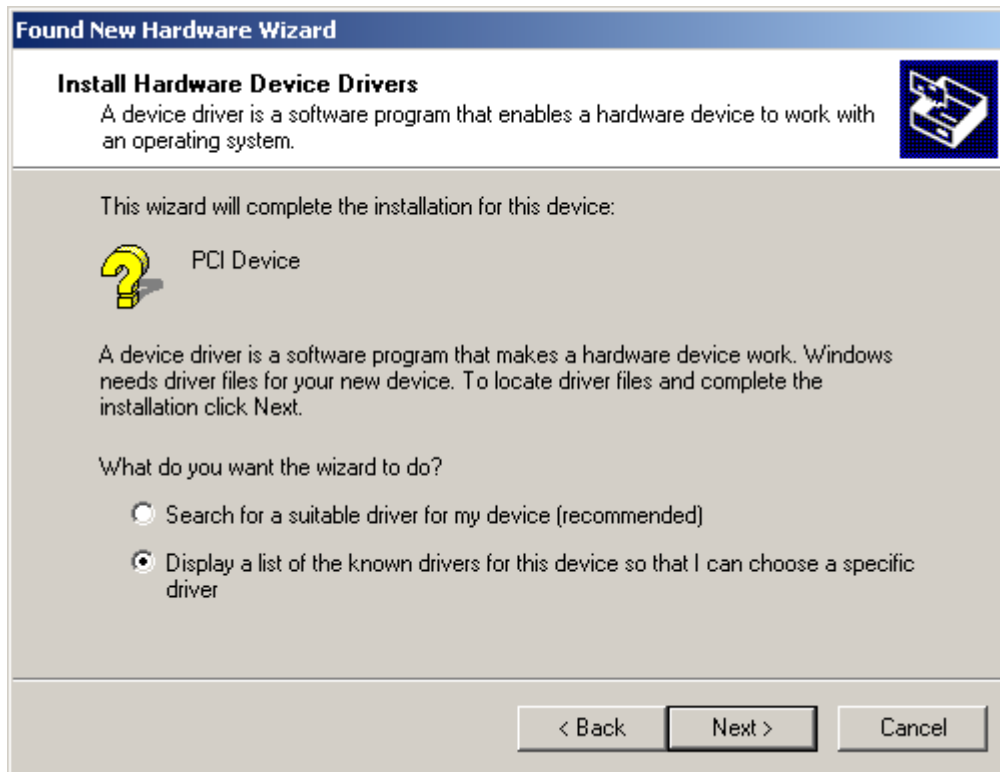 Found New Hardware Wizard
Install Hardware Device Drivers
A device driver is a software program that enables a hardware device to work with
an operating system.
This wizard will complete the installation for this device:
PCI Device
A device driver is a software program that makes a hardware device work. Windows
needs driver files for your new device. To locate driver files and complete the
installation click Next.
What do you want the wizard to do?
Search for a suitable driver for my device (recommended)
Display a list of the known drivers for this device so that I can choose a specific
driver
< Back Next > Cancel